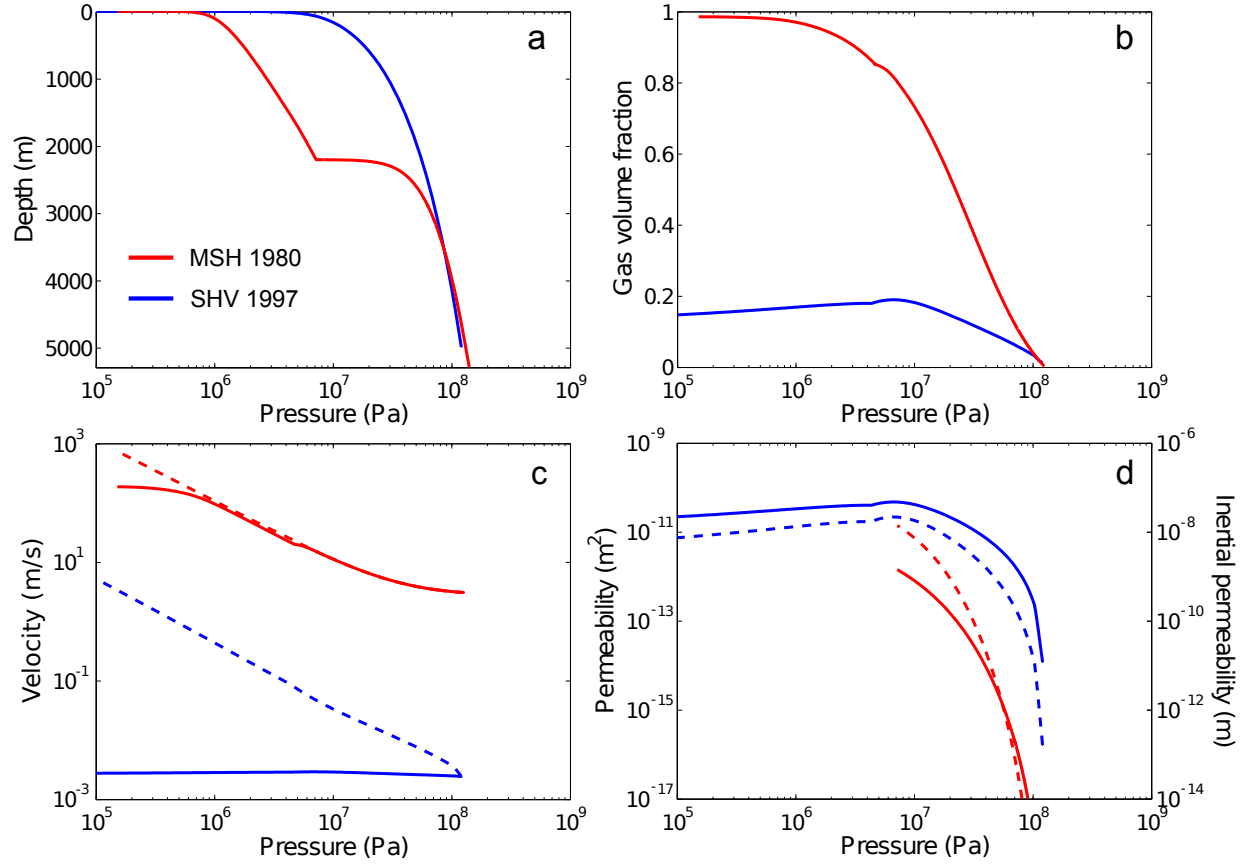 a
0
1000
2000
3000
4000
5000
Depth (m)
MSH 1980
SHV 1997
10^5 10^6 10^7 10^8 10^9
Pressure (Pa)
b
1
0.8
0.6
0.4
0.2
0
Gas volume fraction
10^5 10^6 10^7 10^8 10^9
Pressure (Pa)
c
10^3
10^1
10^-1
10^-3
Velocity (m/s)
10^5 10^6 10^7 10^8 10^9
Pressure (Pa)
d
10^-9
10^-11
10^-13
10^-15
10^-17
Permeability (m^2)
10^-6
10^-8
10^-10
10^-12
10^-14
Inertial permeability (m)
10^5 10^6 10^7 10^8 10^9
Pressure (Pa)